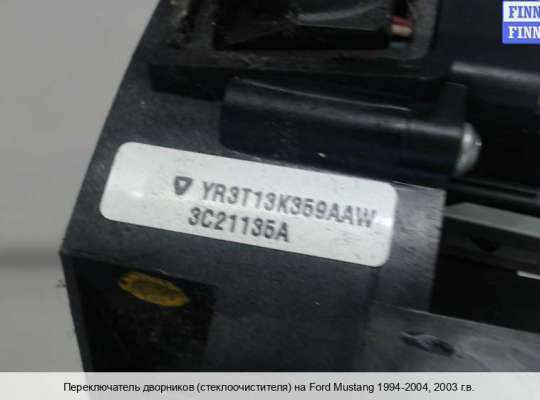 FINN
FINN
YR3T13K359AAW
3C21135A
Переключатель дворников (стеклоочистителя) на Ford Mustang 1994-2004, 2003 г.в.